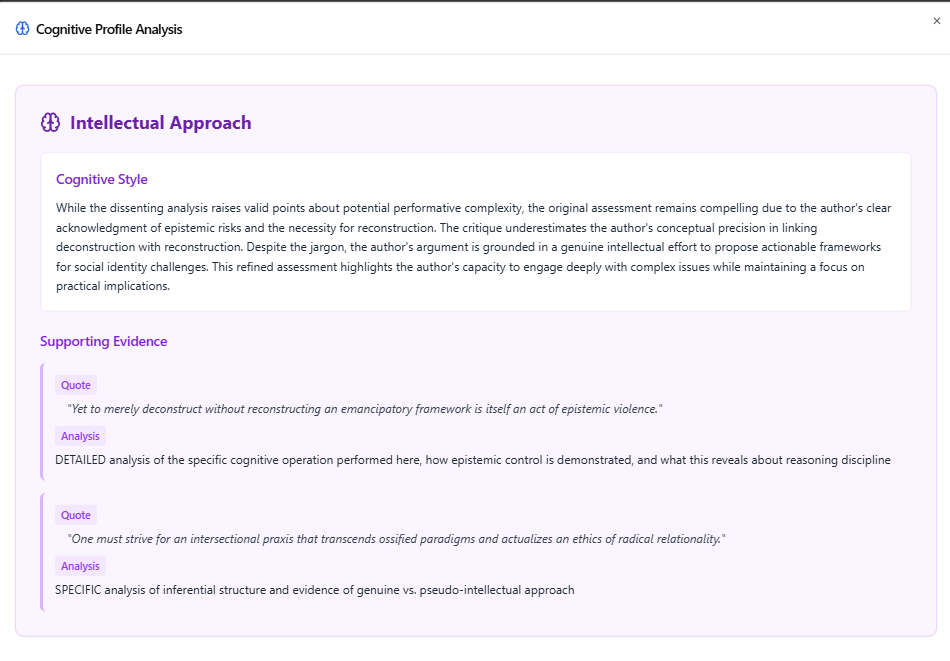 Cognitive Profile Analysis
×
Intellectual Approach
Cognitive Style
While the dissenting analysis raises valid points about potential performative complexity, the original assessment remains compelling due to the author's clear
acknowledgment of epistemic risks and the necessity for reconstruction. The critique underestimates the author's conceptual precision in linking
deconstruction with reconstruction. Despite the jargon, the author's argument is grounded in a genuine intellectual effort to propose actionable frameworks
for social identity challenges. This refined assessment highlights the author's capacity to engage deeply with complex issues while maintaining a focus on
practical implications.
Supporting Evidence
Quote
"Yet to merely deconstruct without reconstructing an emancipatory framework is itself an act of epistemic violence."
Analysis
DETAILED analysis of the specific cognitive operation performed here, how epistemic control is demonstrated, and what this reveals about reasoning discipline
Quote
"One must strive for an intersectional praxis that transcends ossified paradigms and actualizes an ethics of radical relationality."
Analysis
SPECIFIC analysis of inferential structure and evidence of genuine vs. pseudo-intellectual approach